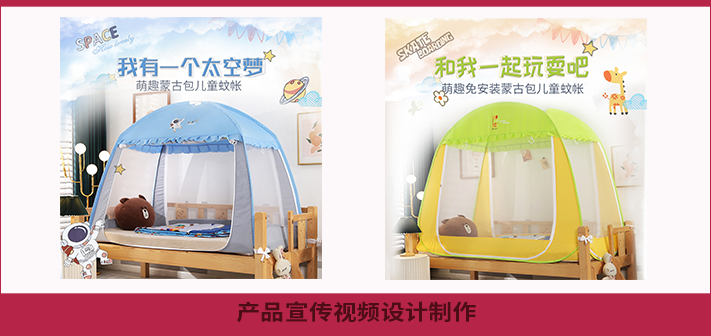 SPACE
我有一个太空梦
萌趣蒙古包儿童蚊帐
SKATE
BOARDING
和我一起玩耍吧
萌趣免安装蒙古包儿童蚊帐
产品宣传视频设计制作